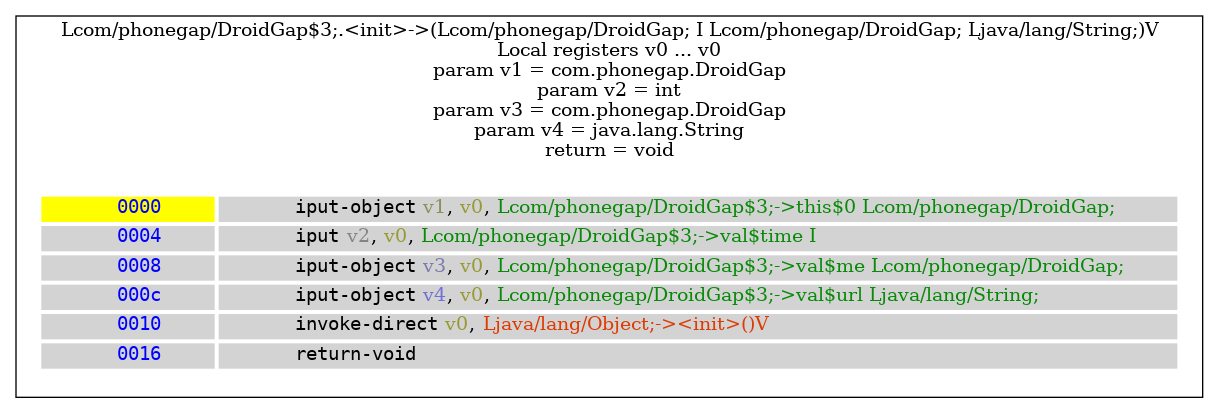 Lcom/phonegap/DroidGap$3;.<init>->(Lcom/phonegap/DroidGap; I Lcom/phonegap/DroidGap; Ljava/lang/String;)V
Local registers v0 ... v0
param v1 = com.phonegap.DroidGap
param v2 = int
param v3 = com.phonegap.DroidGap
param v4 = java.lang.String
return = void
0000 iput-object v1, v0, Lcom/phonegap/DroidGap$3;->this$0 Lcom/phonegap/DroidGap;
0004 iput v2, v0, Lcom/phonegap/DroidGap$3;->val$time I
0008 iput-object v3, v0, Lcom/phonegap/DroidGap$3;->val$me Lcom/phonegap/DroidGap;
000c iput-object v4, v0, Lcom/phonegap/DroidGap$3;->val$url Ljava/lang/String;
0010 invoke-direct v0, Ljava/lang/Object;-><init>()V
0016 return-void